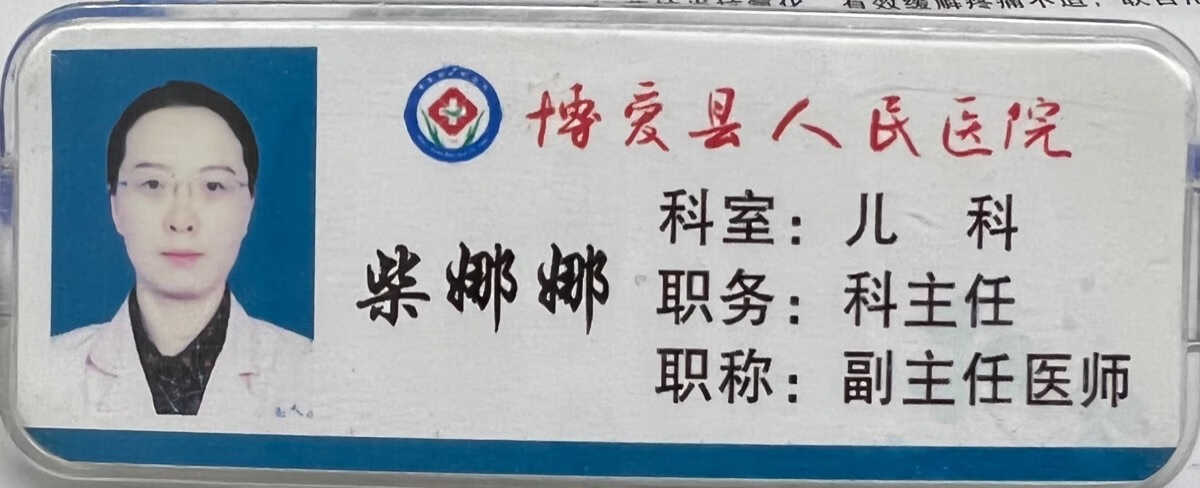 博爱县人民医院
柴娜娜
科室：儿 科
职务：科主任
职称：副主任医师